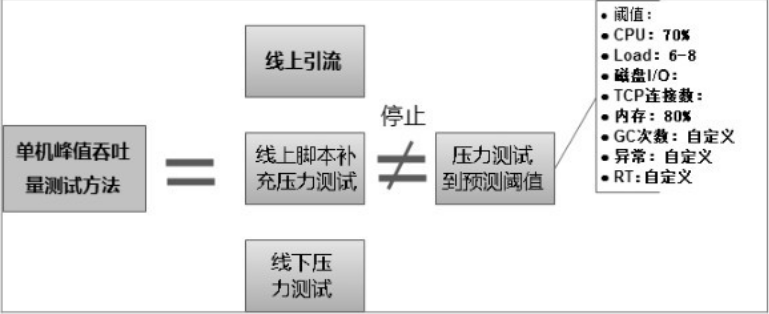 单机峰值吞吐
量测试方法
线上引流
线上脚本补
充压力测试
线下压
力测试
停止
压力测试
到预测阈值
• 阈值：
• CPU：70%
• Load：6-8
• 磁盘I/O：
• TCP连接数：
• 内存：80%
• GC次数：自定义
• 异常：自定义
• RT：自定义